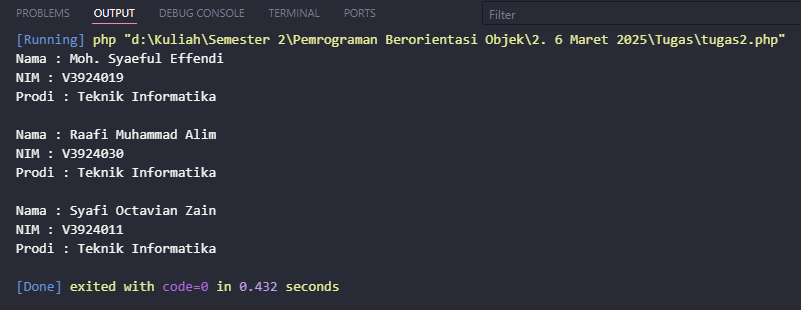 PROBLEMS OUTPUT DEBUG CONSOLE TERMINAL PORTS Filter
[Running] php "d:\Kuliah\Semester 2\Pemrograman Berorientasi Objek\2. 6 Maret 2025\Tugas\tugas2.php"
Nama : Moh. Syaeful Effendi
NIM : V3924019
Prodi : Teknik Informatika
Nama : Raafi Muhammad Alim
NIM : V3924030
Prodi : Teknik Informatika
Nama : Syafi Octavian Zain
NIM : V3924011
Prodi : Teknik Informatika
[Done] exited with code=0 in 0.432 seconds